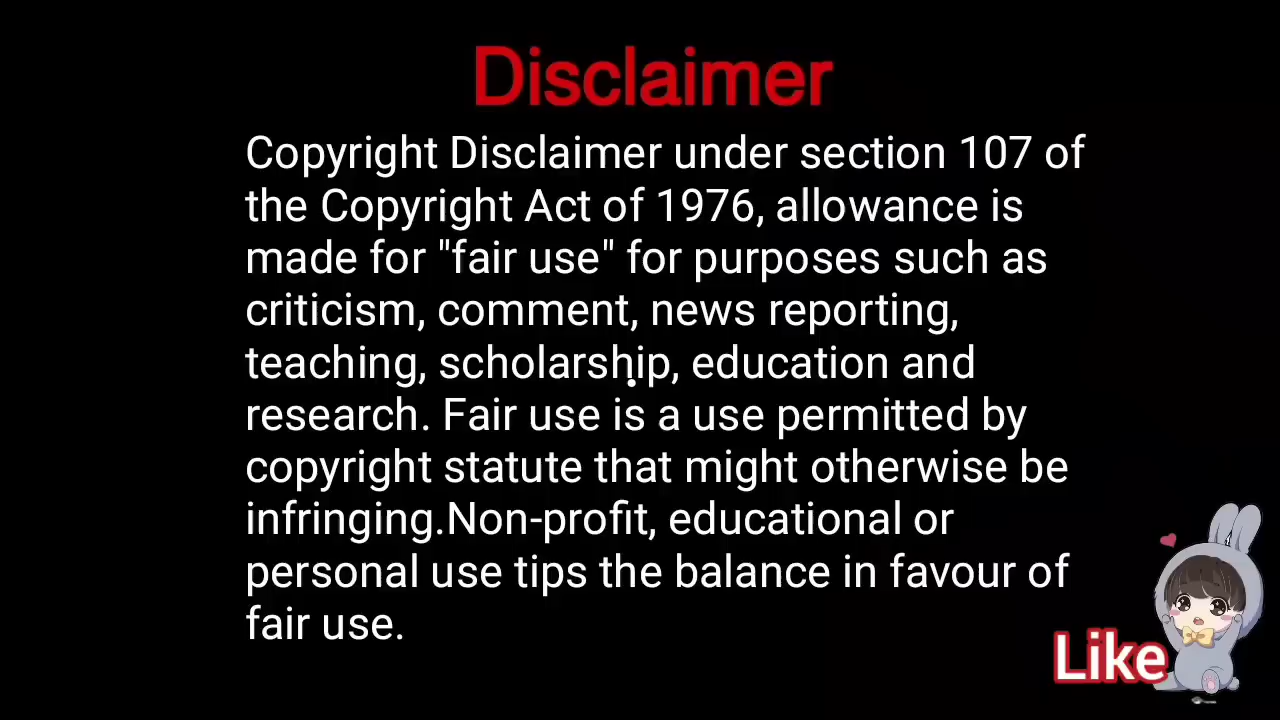 Disclaimer
Copyright Disclaimer under section 107 of
the Copyright Act of 1976, allowance is
made for "fair use" for purposes such as
criticism, comment, news reporting,
teaching, scholarship, education and
research. Fair use is a use permitted by
copyright statute that might otherwise be
infringing.Non-profit, educational or
personal use tips the balance in favour of
fair use.
Like